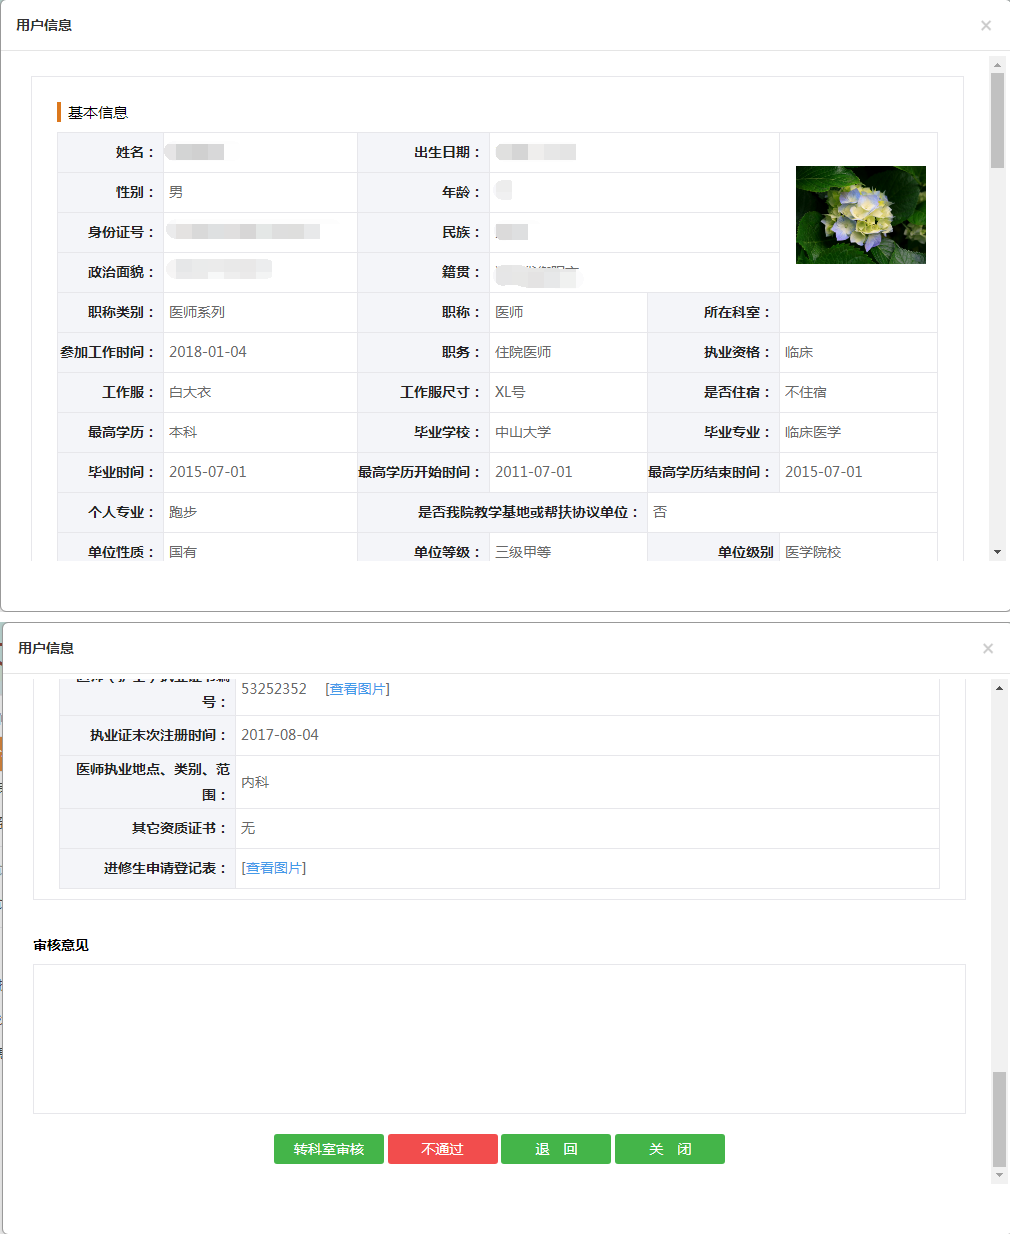 用户信息
×
基本信息
姓名： 出生日期：
性别： 男 年龄：
身份证号： 民族：
政治面貌： 籍贯：
职称类别： 医师系列 职称： 医师 所在科室：
参加工作时间： 2018-01-04 职务： 住院医师 执业资格： 临床
工作服： 白大衣 工作服尺寸： XL号 是否住宿： 不住宿
最高学历： 本科 毕业学校： 中山大学 毕业专业： 临床医学
毕业时间： 2015-07-01 最高学历开始时间： 2011-07-01 最高学历结束时间： 2015-07-01
个人专业： 跑步 是否我院教学基地或帮扶协议单位： 否
单位性质： 国有 单位等级： 三级甲等 单位级别 医学院校
用户信息
×
医师（护士）执业证书编
号： 53252352 [查看图片]
执业证末次注册时间： 2017-08-04
医师执业地点、类别、范
围： 内科
其它资质证书： 无
进修生申请登记表： [查看图片]
审核意见
转科室审核 不通过 退 回 关 闭